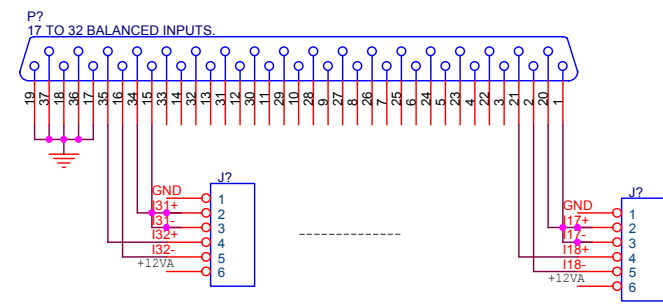 P?
17 TO 32 BALANCED INPUTS.
19 37 18 36 17 35 16 34 15 33 14 32 13 31 12 30 11 29 10 28 9 27 8 26 7 25 6 24 5 23 4 22 3 21 2 20 1
J?
GND 1
I31+ 2
I31- 3
I32+ 4
I32- 5
+12VA 6
J?
GND 1
I17+ 2
I17- 3
I18+ 4
I18- 5
+12VA 6